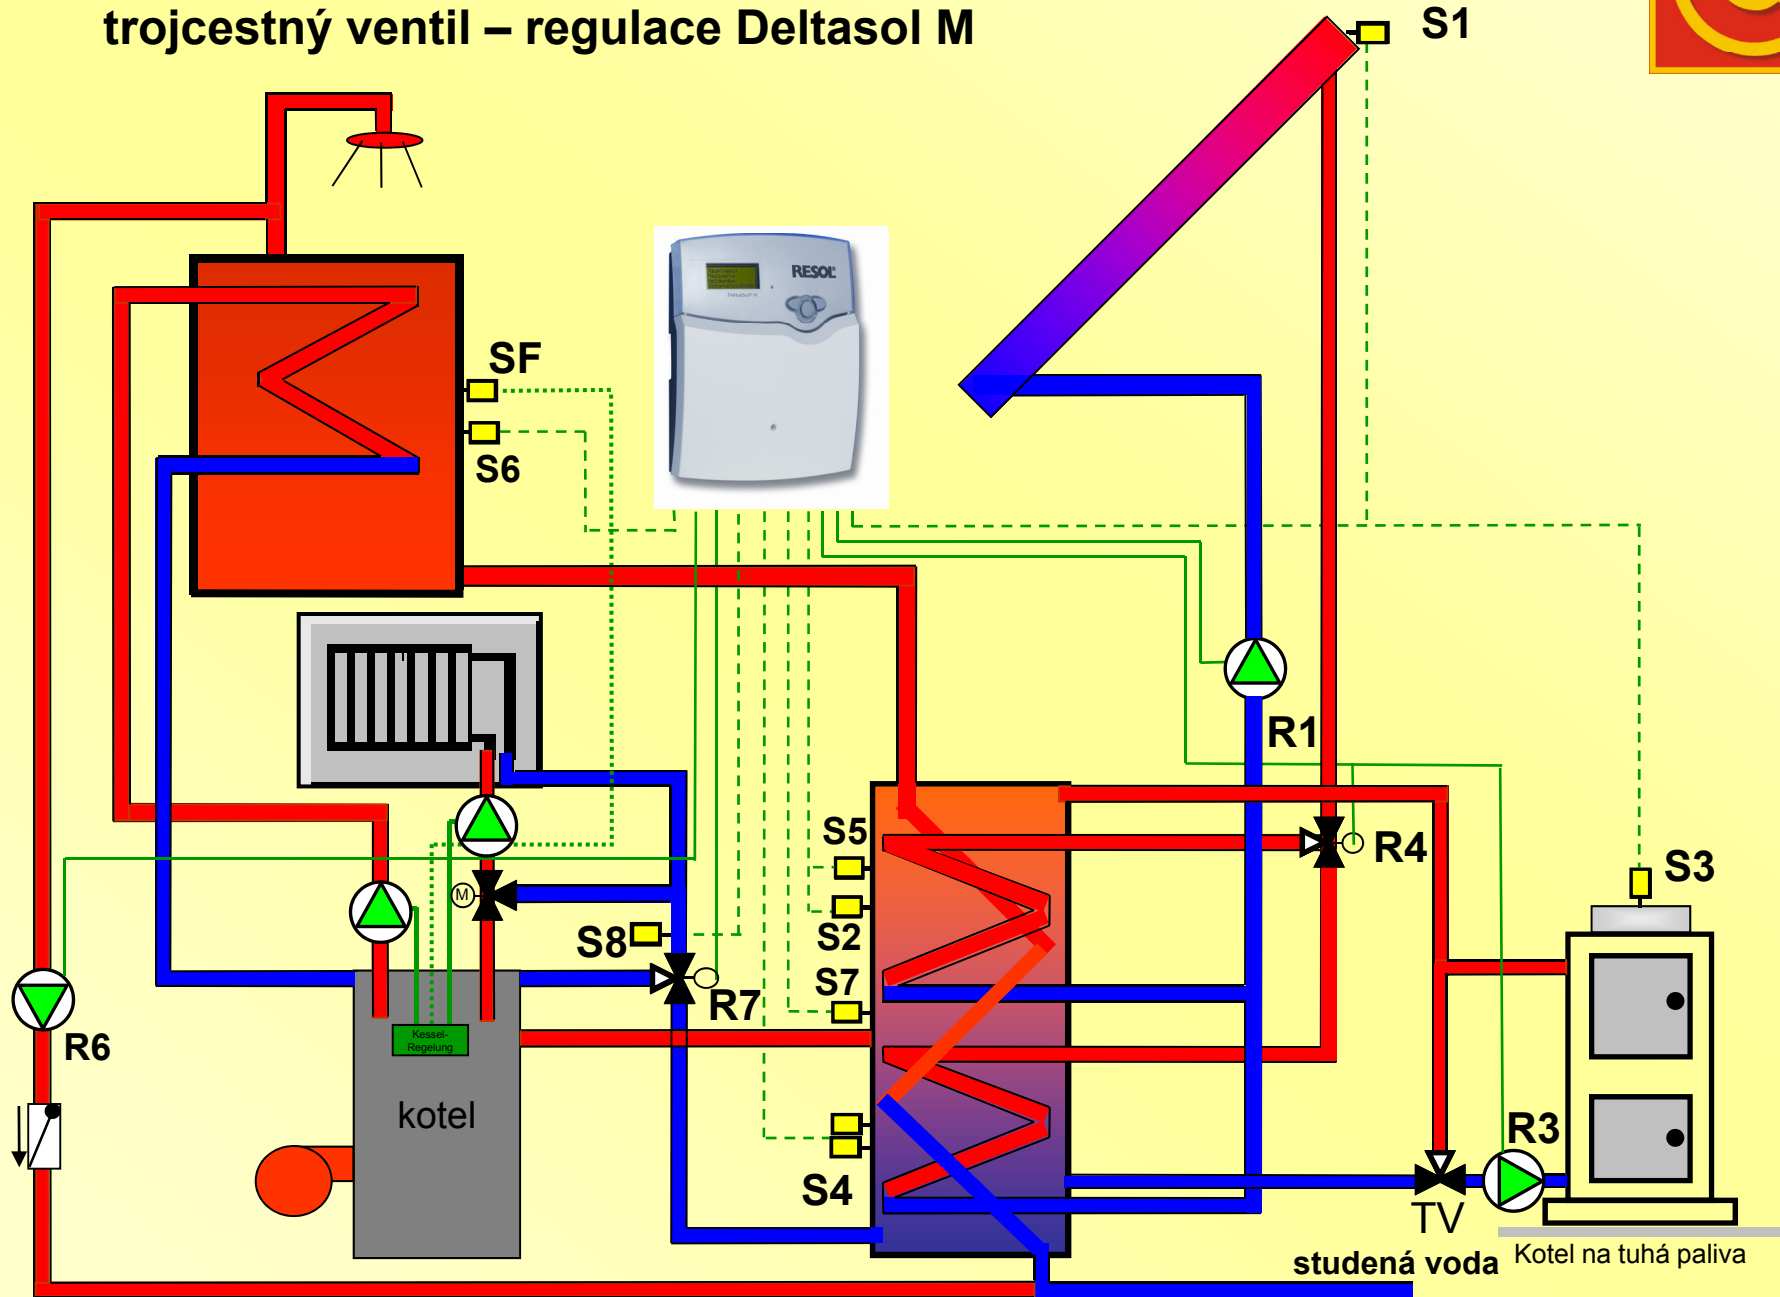 trojcestný ventil – regulace Deltasol M
S1
RESOL
DeltaSol® M
SF
S6
R1
S5
R4
S3
S2
S8
S7
R7
Kessel-
Regelung
R6
M
kotel
R3
S4
TV
studená voda
Kotel na tuhá paliva